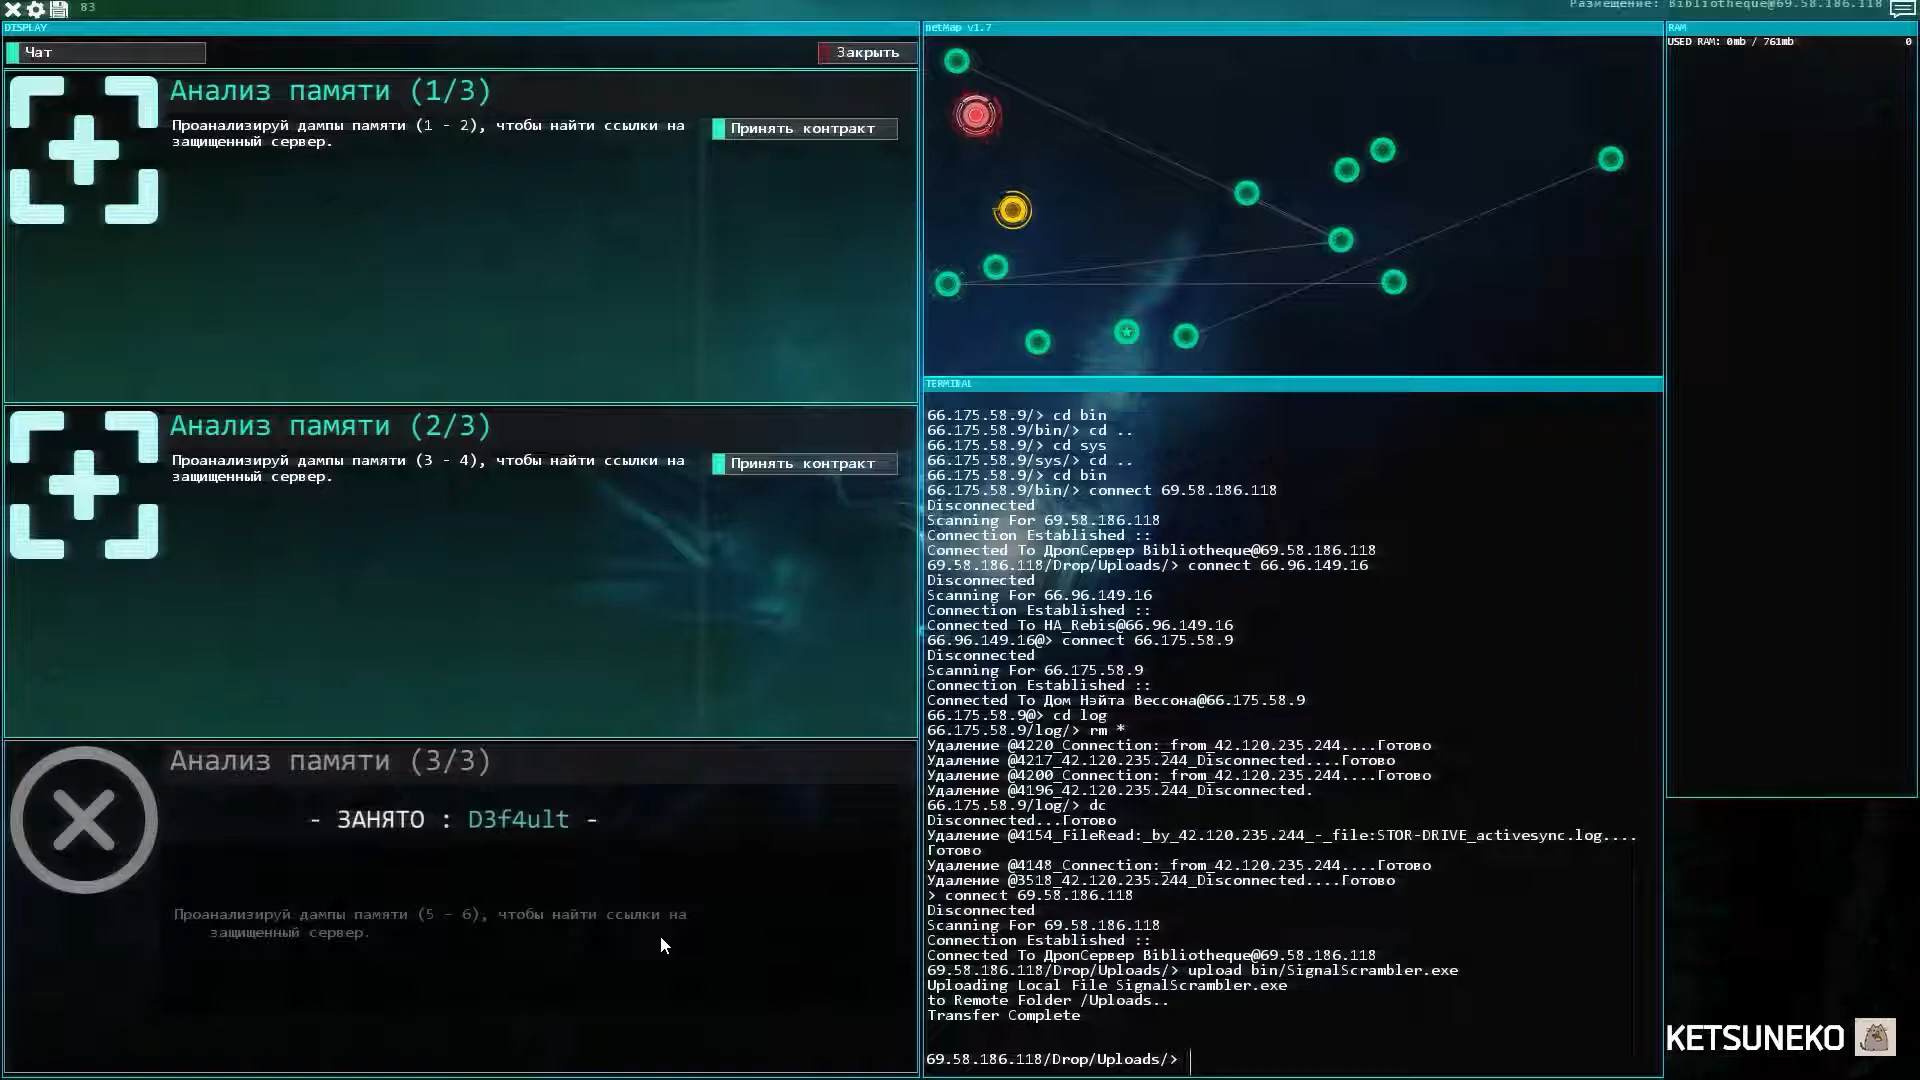 83
Размещение: Bibliotheque@69.58.186.118
DISPLAY
Чат
Закрыть
Анализ памяти (1/3)
Проанализируй дампы памяти (1 - 2), чтобы найти ссылки на
защищенный сервер.
Принять контракт
Анализ памяти (2/3)
Проанализируй дампы памяти (3 - 4), чтобы найти ссылки на
защищенный сервер.
Принять контракт
Анализ памяти (3/3)
- ЗАНЯТО : D3f4ult -
Проанализируй дампы памяти (5 - 6), чтобы найти ссылки на
защищенный сервер.
netMap v1.7
TERMINAL
66.175.58.9/> cd bin
66.175.58.9/bin/> cd ..
66.175.58.9/> cd sys
66.175.58.9/sys/> cd ..
66.175.58.9/> cd bin
66.175.58.9/bin/> connect 69.58.186.118
Disconnected
Scanning For 69.58.186.118
Connection Established ::
Connected To ДропСервер Bibliotheque@69.58.186.118
69.58.186.118/Drop/Uploads/> connect 66.96.149.16
Disconnected
Scanning For 66.96.149.16
Connection Established ::
Connected To HA_Rebis@66.96.149.16
66.96.149.16@> connect 66.175.58.9
Disconnected
Scanning For 66.175.58.9
Connection Established ::
Connected To Дом Нэйта Вессона@66.175.58.9
66.175.58.9@> cd log
66.175.58.9/log/> rm *
Удаление @4220_Connection:_from_42.120.235.244....Готово
Удаление @4217_42.120.235.244_Disconnected....Готово
Удаление @4200_Connection:_from_42.120.235.244....Готово
Удаление @4196_42.120.235.244_Disconnected.
66.175.58.9/log/> dc
Disconnected...Готово
Удаление @4154_FileRead:_by_42.120.235.244_-_file:STOR-DRIVE_activesync.log....
Готово
Удаление @4148_Connection:_from_42.120.235.244....Готово
Удаление @3518_42.120.235.244_Disconnected....Готово
> connect 69.58.186.118
Disconnected
Scanning For 69.58.186.118
Connection Established ::
Connected To ДропСервер Bibliotheque@69.58.186.118
69.58.186.118/Drop/Uploads/> upload bin/SignalScrambler.exe
Uploading Local File SignalScrambler.exe
to Remote Folder /Uploads..
Transfer Complete
69.58.186.118/Drop/Uploads/>
RAM
USED RAM: 0mb / 761mb
0
KETSUNEKO